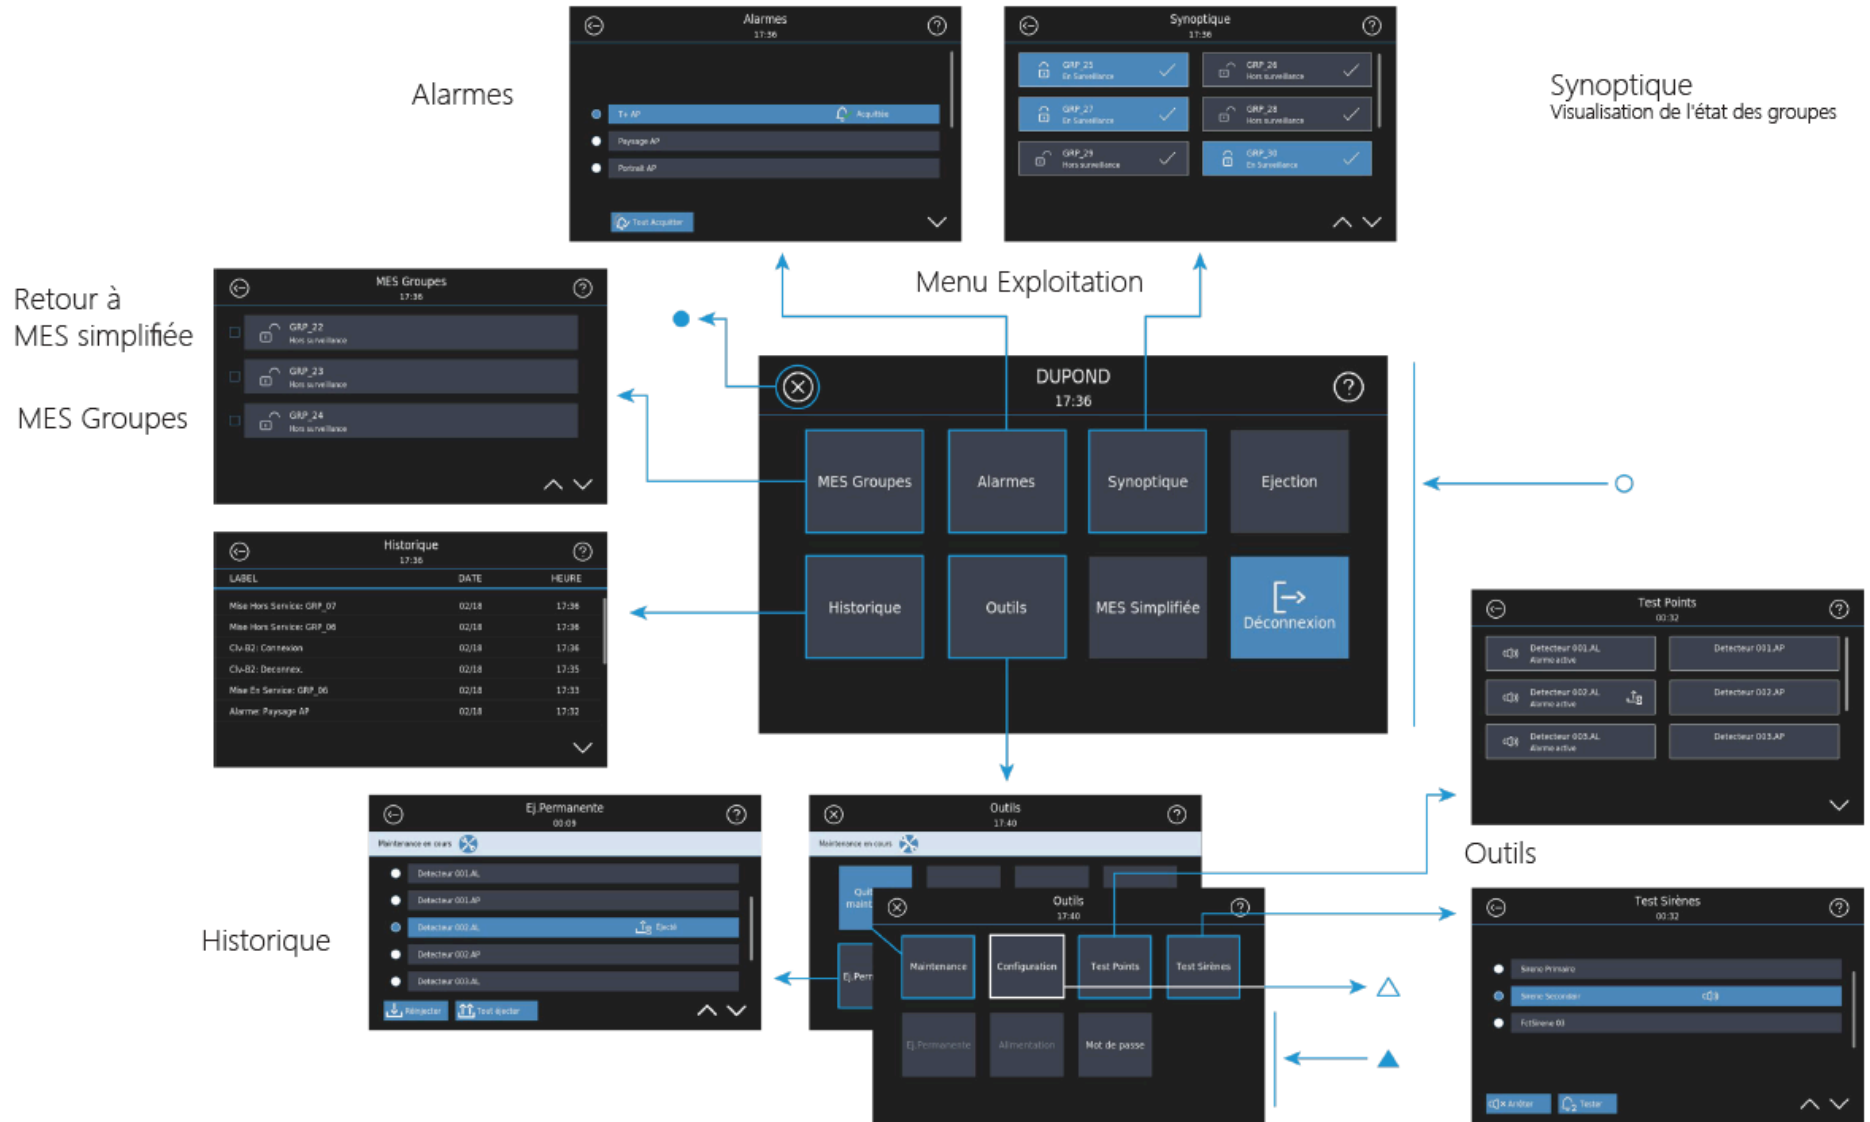 Alarmes
17:36
T+ AP
Acquittée
Paysage AP
Portrait AP
Tout Acquitter
Alarmes
Synoptique
17:36
GRP_25
En Surveillance
GRP_26
Hors surveillance
GRP_27
En Surveillance
GRP_28
Hors surveillance
GRP_29
Hors surveillance
GRP_30
En Surveillance
Synoptique
Visualisation de l'état des groupes
Retour à
MES simplifiée
MES Groupes
MES Groupes
17:36
GRP_22
Hors surveillance
GRP_23
Hors surveillance
GRP_24
Hors surveillance
Menu Exploitation
DUPOND
17:36
MES Groupes
Alarmes
Synoptique
Ejection
Historique
Outils
MES Simplifiée
Déconnexion
Historique
17:36
LABEL DATE HEURE
Mise Hors Service: GRP_07 02/18 17:36
Mise Hors Service: GRP_06 02/18 17:36
Clv-B2: Connexion 02/18 17:36
Clv-B2: Deconnex. 02/18 17:35
Mise En Service: GRP_06 02/18 17:33
Alarme: Paysage AP 02/18 17:32
Historique
Ej.Permanente
00:09
Maintenance en cours
Detecteur 001.AL
Detecteur 001.AP
Detecteur 002.AL
Ejecté
Detecteur 002.AP
Detecteur 003.AL
Réinjecter
Tout éjecter
Outils
17:40
Maintenance en cours
Quit
maint
Ej.Perr
Outils
17:40
Maintenance
Configuration
Test Points
Test Sirènes
Ej.Permanente
Alimentation
Mot de passe
Test Points
00:32
Detecteur 001.AL
Alarme active
Detecteur 001.AP
Detecteur 002.AL
Alarme active
Detecteur 002.AP
Detecteur 003.AL
Alarme active
Detecteur 003.AP
Outils
Test Sirènes
00:32
Sirene Primaire
Sirene Secondair
FctSirene 03
Arrêter
Tester